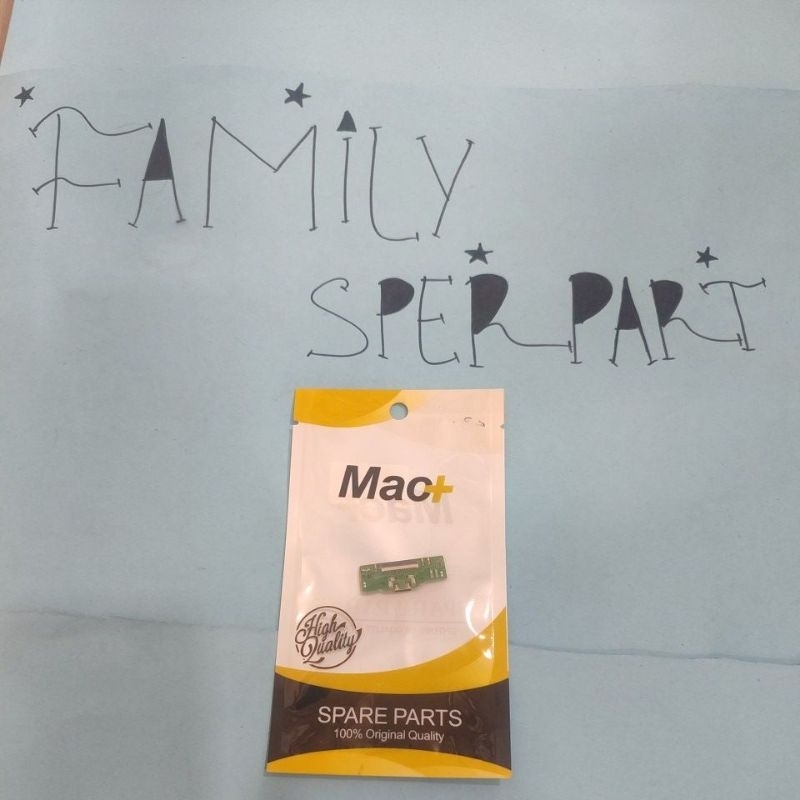 FAMILY
SPERPART
Mac+
High
Quality
SPARE PARTS
100% Original Quality